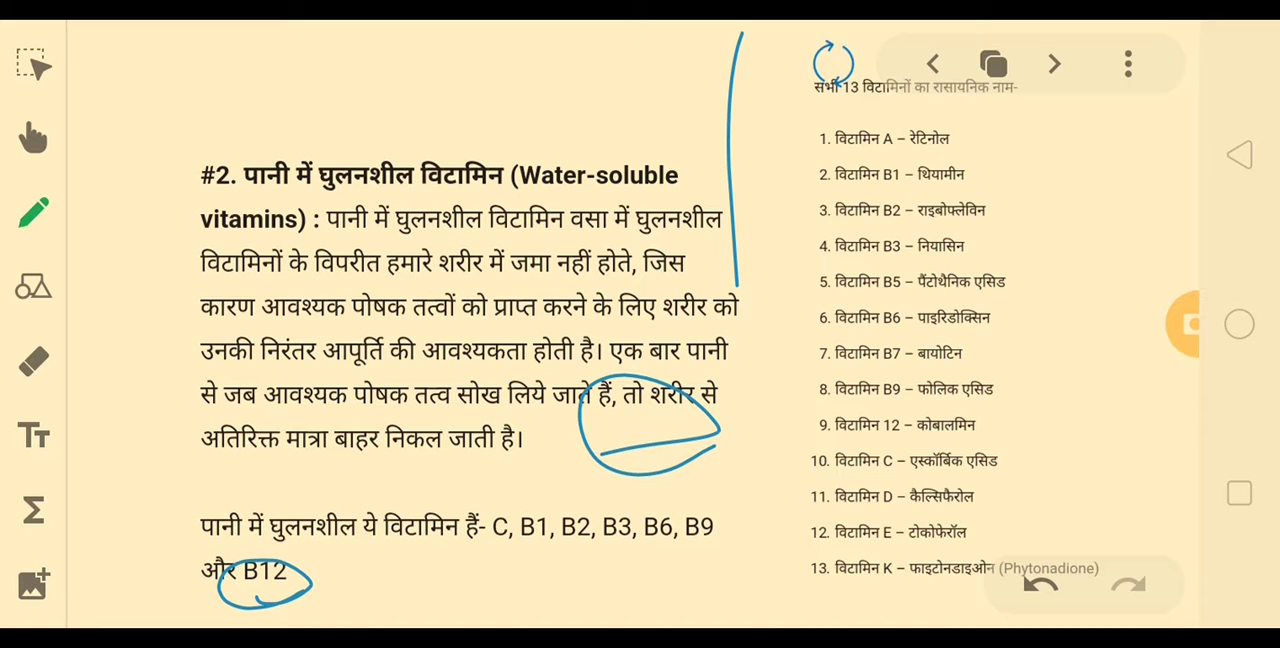 #2. पानी में घुलनशील विटामिन (Water-soluble
vitamins) : पानी में घुलनशील विटामिन वसा में घुलनशील
विटामिनों के विपरीत हमारे शरीर में जमा नहीं होते, जिस
कारण आवश्यक पोषक तत्वों को प्राप्त करने के लिए शरीर को
उनकी निरंतर आपूर्ति की आवश्यकता होती है। एक बार पानी
से जब आवश्यक पोषक तत्व सोख लिये जाते हैं, तो शरीर से
अतिरिक्त मात्रा बाहर निकल जाती है।
पानी में घुलनशील ये विटामिन हैं- C, B1, B2, B3, B6, B9
और B12
सभी 13 विटामिनों का रासायनिक नाम-
1. विटामिन A – रेटिनोल
2. विटामिन B1 – थियामीन
3. विटामिन B2 – राइबोफ्लेविन
4. विटामिन B3 – नियासिन
5. विटामिन B5 – पैंटोथैनिक एसिड
6. विटामिन B6 – पाइरिडोक्सिन
7. विटामिन B7 – बायोटिन
8. विटामिन B9 – फोलिक एसिड
9. विटामिन 12 – कोबालमिन
10. विटामिन C – एस्कॉर्बिक एसिड
11. विटामिन D – कैल्सिफैरोल
12. विटामिन E – टोकोफेरॉल
13. विटामिन K – फाइटोनडाइओन (Phytonadione)
Tт
Σ